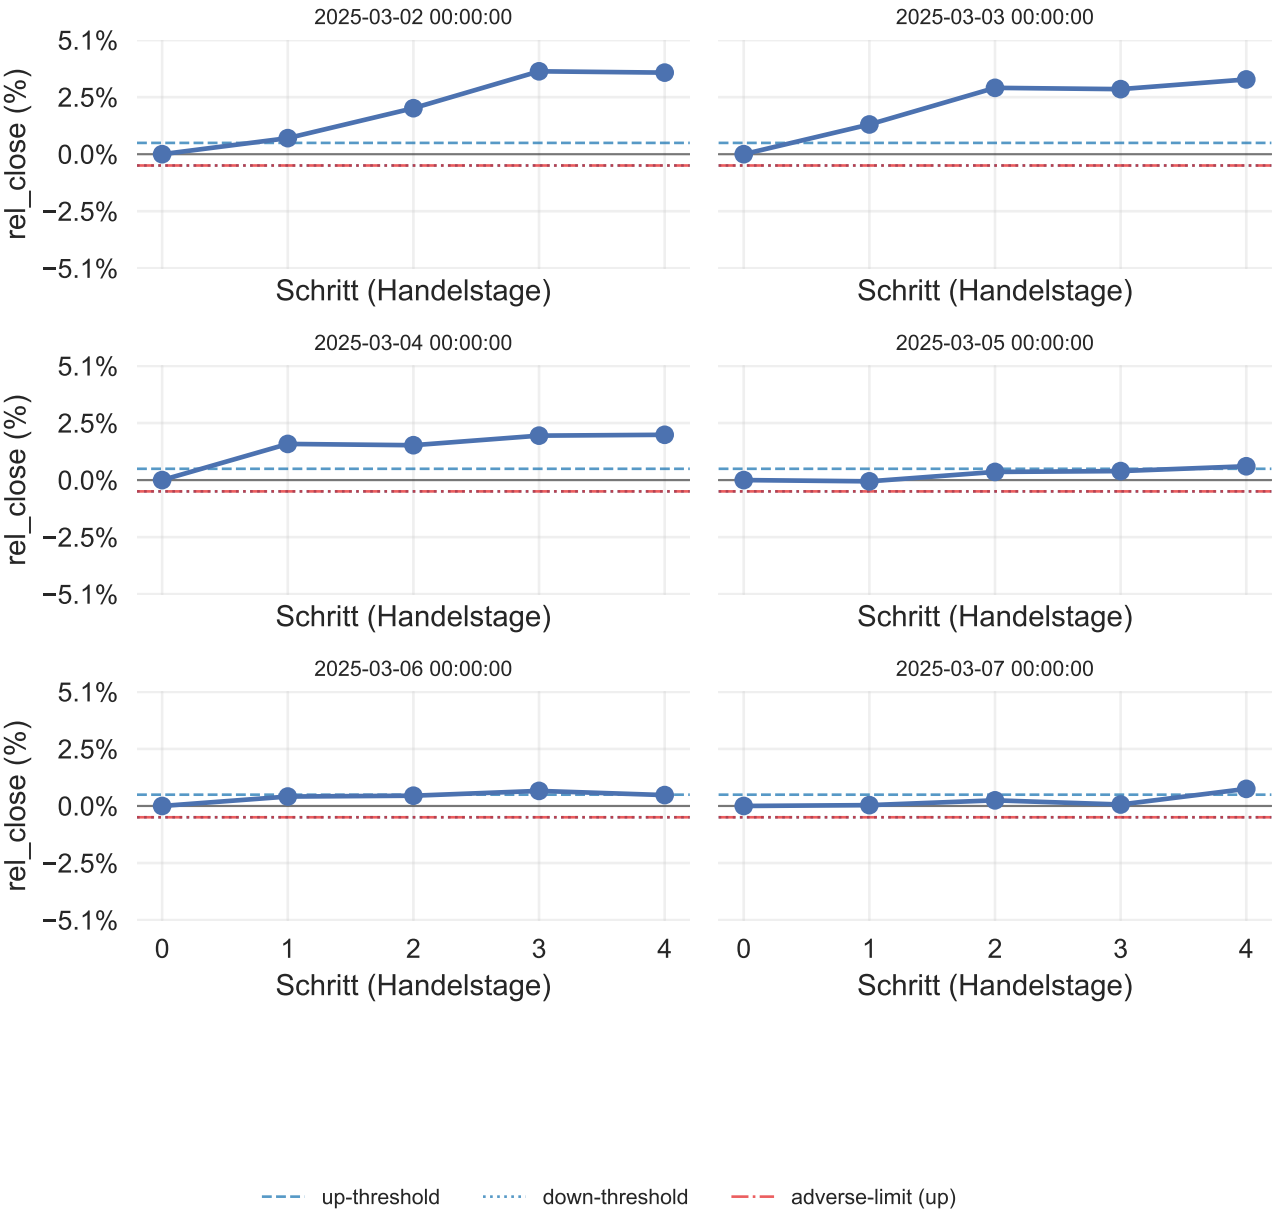 2025-03-02 00:00:00
2025-03-03 00:00:00
5.1%
2.5%
0.0%
−2.5%
−5.1%
rel_close (%)
Schritt (Handelstage)
Schritt (Handelstage)
2025-03-04 00:00:00
2025-03-05 00:00:00
5.1%
2.5%
0.0%
−2.5%
−5.1%
rel_close (%)
Schritt (Handelstage)
Schritt (Handelstage)
2025-03-06 00:00:00
2025-03-07 00:00:00
5.1%
2.5%
0.0%
−2.5%
−5.1%
rel_close (%)
0 1 2 3 4
0 1 2 3 4
Schritt (Handelstage)
Schritt (Handelstage)
up-threshold
down-threshold
adverse-limit (up)